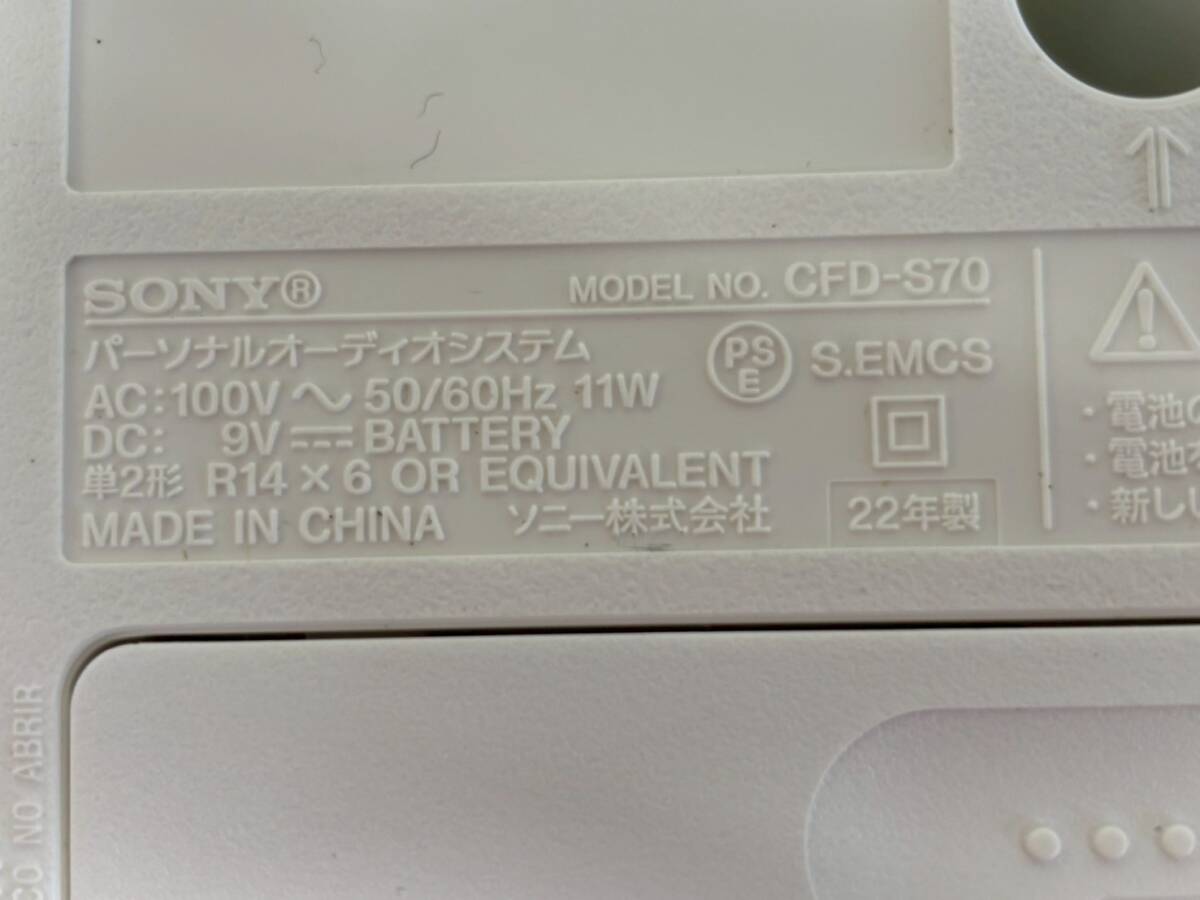 SONY®
MODEL NO. CFD-S70
パーソナルオーディオシステム
PS
E
S.EMCS
AC:100V～50/60Hz 11W
DC: 9V⎓BATTERY
単2形 R14×6 OR EQUIVALENT
MADE IN CHINA ソニー株式会社
22年製
・電池
・電池
・新し
NO ABRIR